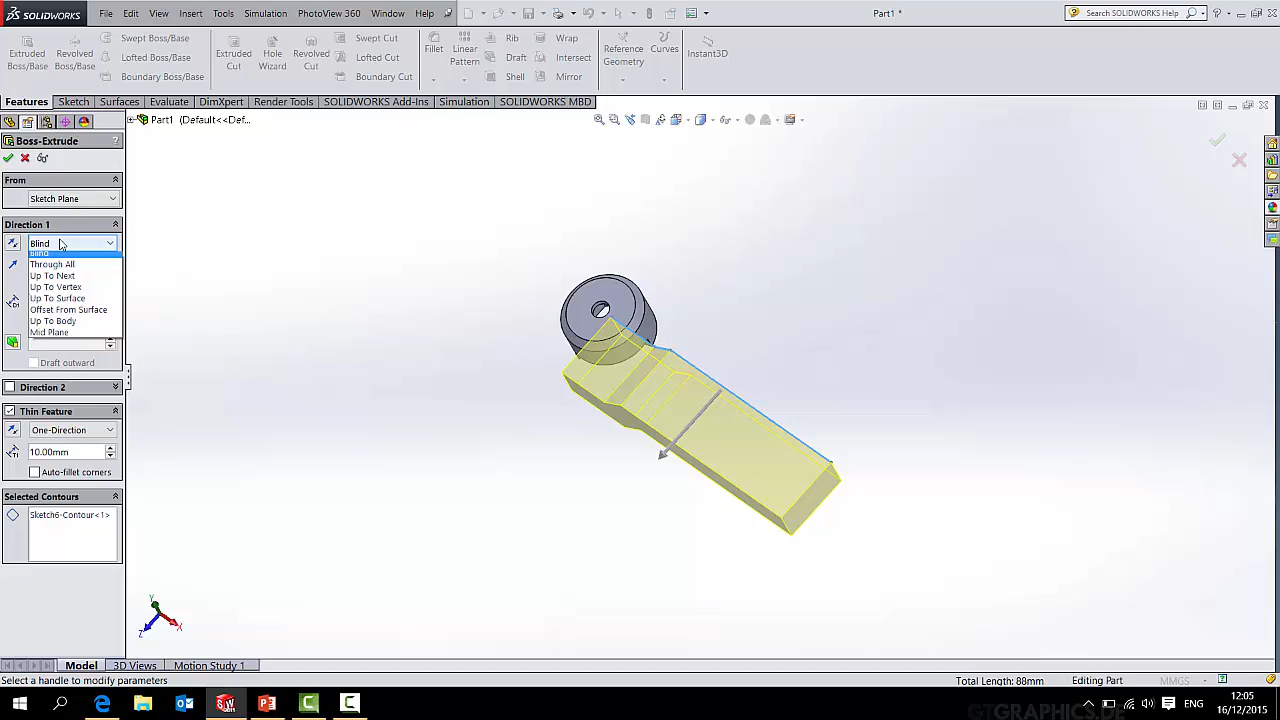 SOLIDWORKS File Edit View Insert Tools Simulation PhotoView 360 Window Help Part1 * Search SOLIDWORKS Help
Extruded Boss/Base
Revolved Boss/Base
Swept Boss/Base
Lofted Boss/Base
Boundary Boss/Base
Extruded Cut
Hole Wizard
Revolved Cut
Swept Cut
Lofted Cut
Boundary Cut
Fillet
Linear Pattern
Rib
Draft
Shell
Wrap
Intersect
Mirror
Reference Geometry
Curves
Instant3D
Features Sketch Surfaces Evaluate DimXpert Render Tools SOLIDWORKS Add-Ins Simulation SOLIDWORKS MBD
Part1 (Default<<Def...
Boss-Extrude ?
From
Sketch Plane
Direction 1
Blind
Blind
Through All
Up To Next
Up To Vertex
Up To Surface
Offset From Surface
Up To Body
Mid Plane
Draft outward
Direction 2
Thin Feature
One-Direction
10.00mm
Auto-fillet corners
Selected Contours
Sketch6-Contour<1>
Y
Z X
Model 3D Views Motion Study 1
Select a handle to modify parameters Total Length: 88mm Editing Part MMGS
ENG 12:05
16/12/2015
GTGRAPHICS.DE